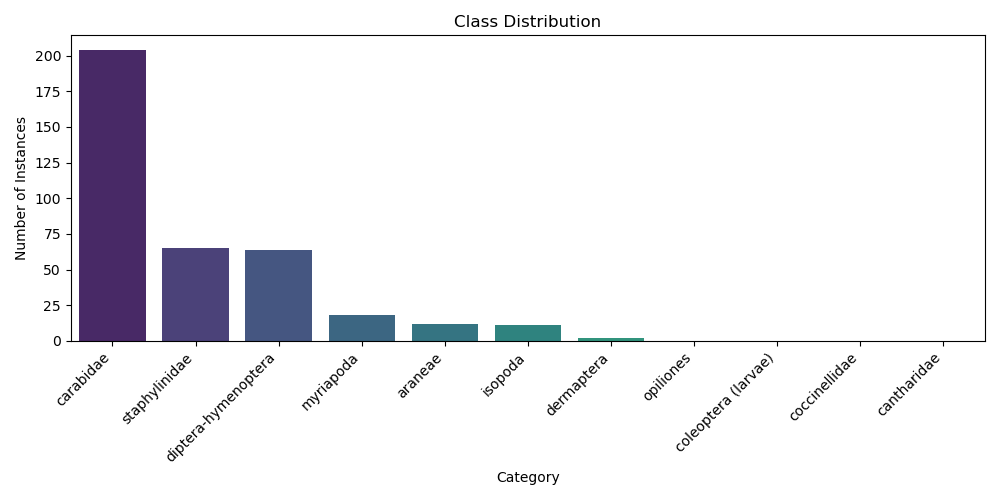 Class Distribution
Number of Instances
200
175
150
125
100
75
50
25
0
carabidae
staphylinidae
diptera-hymenoptera
myriapoda
araneae
isopoda
dermaptera
opiliones
coleoptera (larvae)
coccinellidae
cantharidae
Category